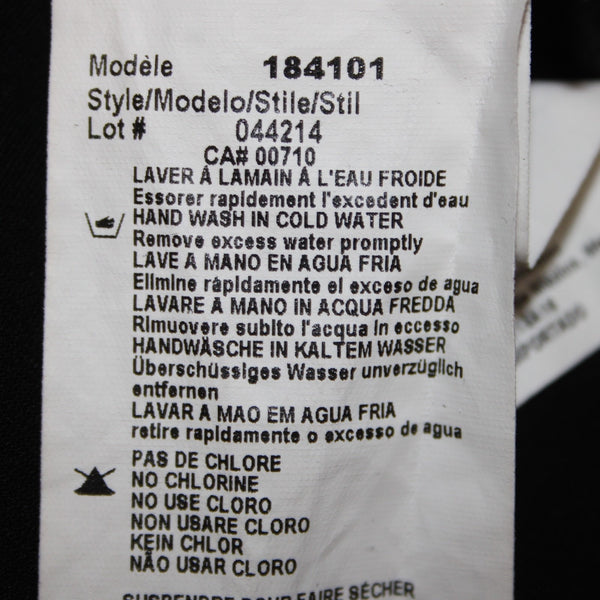 Modèle 184101
Style/Modelo/Stile/Stil
Lot # 044214
CA# 00710
LAVER À LAMAIN À L'EAU FROIDE
Essorer rapidement l'excedent d'eau
HAND WASH IN COLD WATER
Remove excess water promptly
LAVE A MANO EN AGUA FRIA
Elimine rápidamente el exceso de agua
LAVARE A MANO IN ACQUA FREDDA
Rimuovere subito l'acqua in eccesso
HANDWÄSCHE IN KALTEM WASSER
Überschüssiges Wasser unverzüglich
entfernen
LAVAR A MAO EM AGUA FRIA
retire rapidamente o excesso de agua
PAS DE CHLORE
NO CHLORINE
NO USE CLORO
NON USARE CLORO
KEIN CHLOR
NÃO USAR CLORO
SUSPENDRE POUR FAIRE SÉCHER